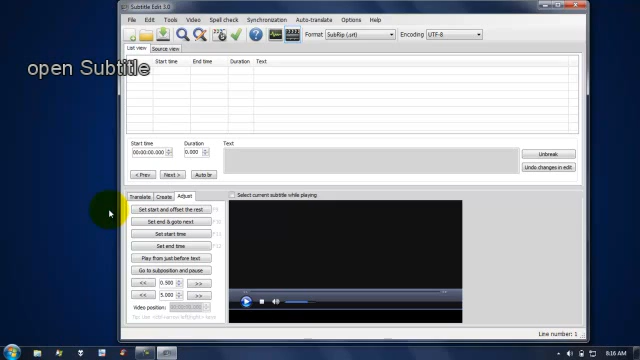 Subtitle Edit 3.0
File Edit Tools Video Spell check Synchronization Auto-translate Options Help
Format SubRip (.srt) Encoding UTF-8
List view Source view
open Subtitle
Start time End time Duration Text
Start time Duration Text
00:00:00.000 0.000
Unbreak
Undo changes in edit
< Prev Next > Auto br
Translate Create Adjust Select current subtitle while playing
Set start and offset the rest
Set end & goto next
Set start time
Set end time
Play from just before text
Go to subposition and pause
<< 0.500 >>
<< 5.000 >>
Video position:
Line number: 1
8:16 AM